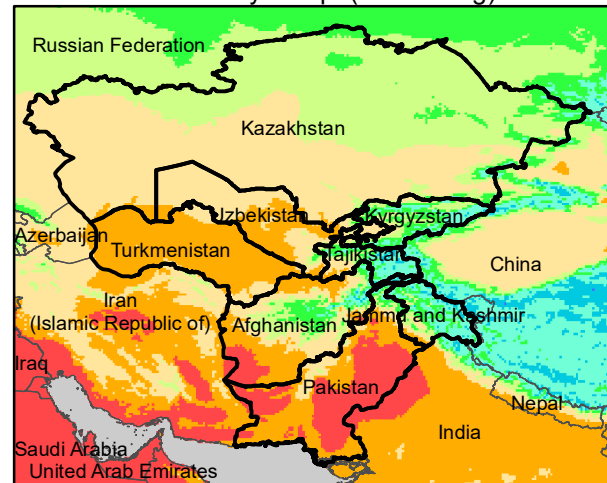 Russian Federation
Kazakhstan
Uzbekistan
Kyrgyzstan
Azerbaijan
Turkmenistan
Tajikistan
China
Iran
(Islamic Republic of)
Afghanistan
Jammu and Kashmir
Iraq
Pakistan
Nepal
India
Saudi Arabia
United Arab Emirates